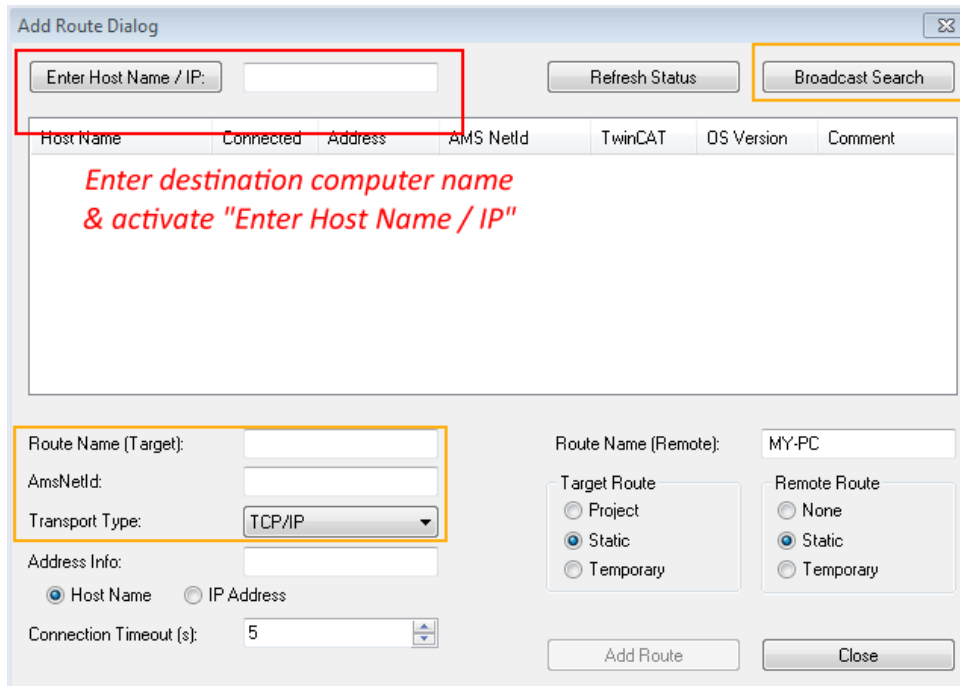 Add Route Dialog
Enter Host Name / IP:
Refresh Status
Broadcast Search
Host Name Connected Address AMS NetId TwinCAT OS Version Comment
Enter destination computer name
& activate "Enter Host Name / IP"
Route Name (Target):
Route Name (Remote): MY-PC
AmsNetId:
Target Route
Remote Route
Project
None
Transport Type: TCP/IP
Static
Static
Address Info:
Temporary
Temporary
Host Name
IP Address
Connection Timeout (s): 5
Add Route
Close